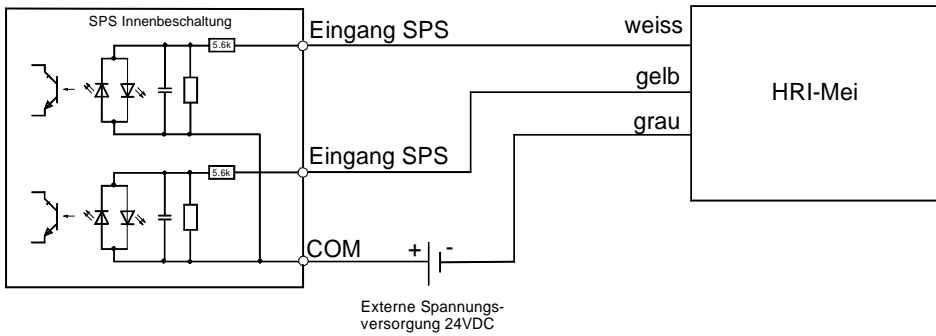 SPS Innenbeschaltung
5.6k
Eingang SPS
weiss
gelb
HRI-Mei
grau
5.6k
Eingang SPS
COM
+ -
Externe Spannungs-
versorgung 24VDC